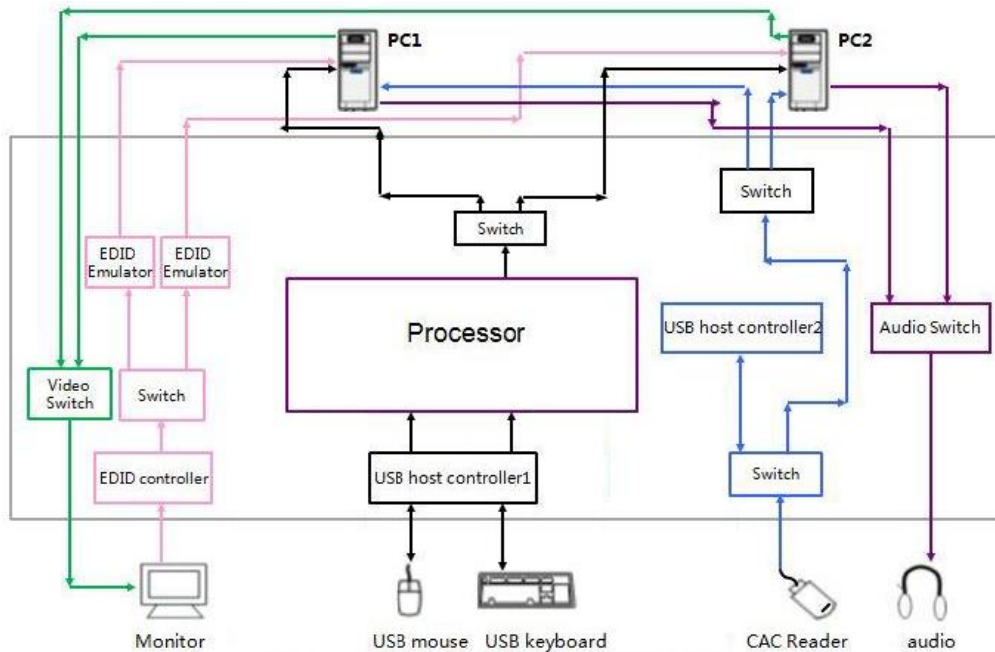 PC1
PC2
Switch
Switch
EDID
Emulator
EDID
Emulator
Processor
USB host controller2
Audio Switch
Video
Switch
Switch
EDID controller
USB host controller1
Switch
Monitor
USB mouse
USB keyboard
CAC Reader
audio